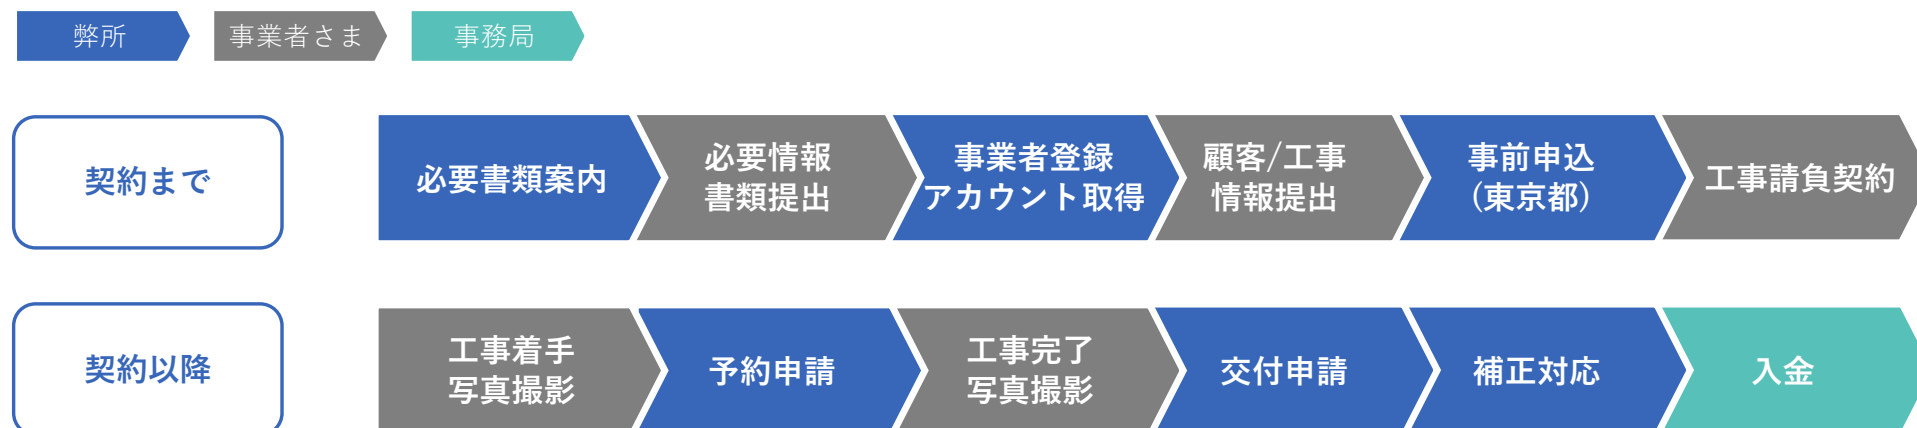 弊所
事業者さま
事務局
契約まで
必要書類案内
必要情報
書類提出
事業者登録
アカウント取得
顧客/工事
情報提出
事前申込
(東京都)
工事請負契約
契約以降
工事着手
写真撮影
予約申請
工事完了
写真撮影
交付申請
補正対応
入金